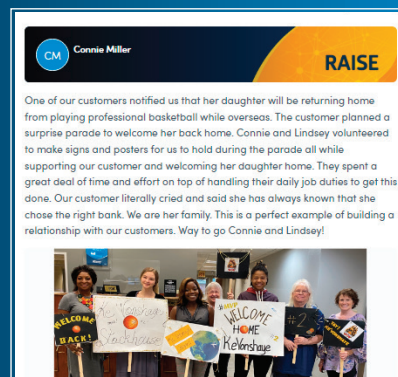 CM
Connie Miller
RAISE
One of our customers notified us that her daughter will be returning home
from playing professional basketball while overseas. The customer planned a
surprise parade to welcome her back home. Connie and Lindsey volunteered
to make signs and posters for us to hold during the parade all while
supporting our customer and welcoming her daughter home. They spent a
great deal of time and effort on top of handling their daily job duties to get this
done. Our customer literally cried and said she has always known that she
chose the right bank. We are her family. This is a perfect example of building a
relationship with our customers. Way to go Connie and Lindsey!
WELCOME
BACK!
KeVonshaye
Stackhouse
WELCOME
HOME
KeVonshaye
#2